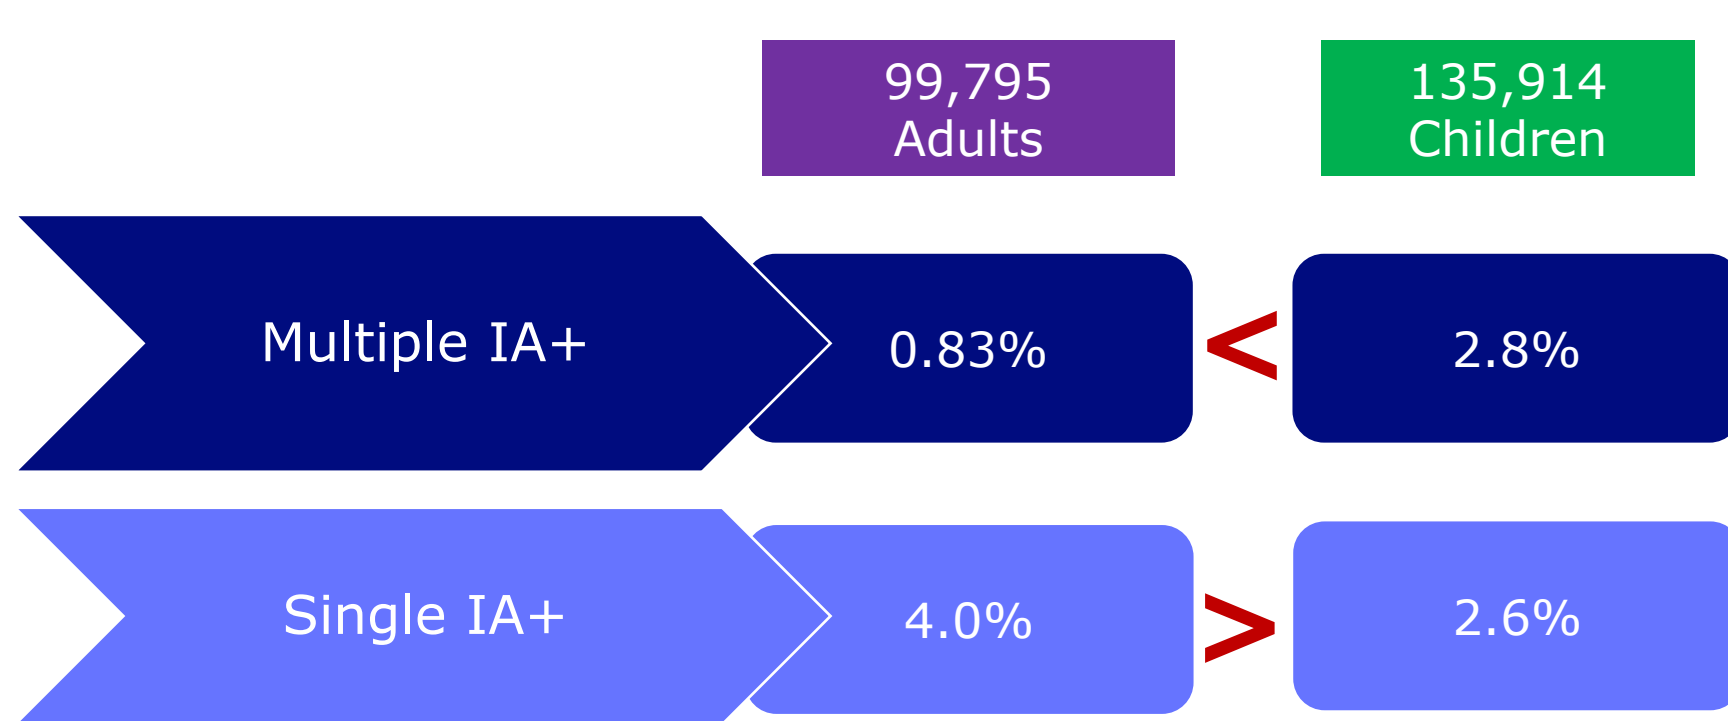 99,795
Adults
135,914
Children
Multiple IA+
0.83%
<
2.8%
Single IA+
4.0%
>
2.6%